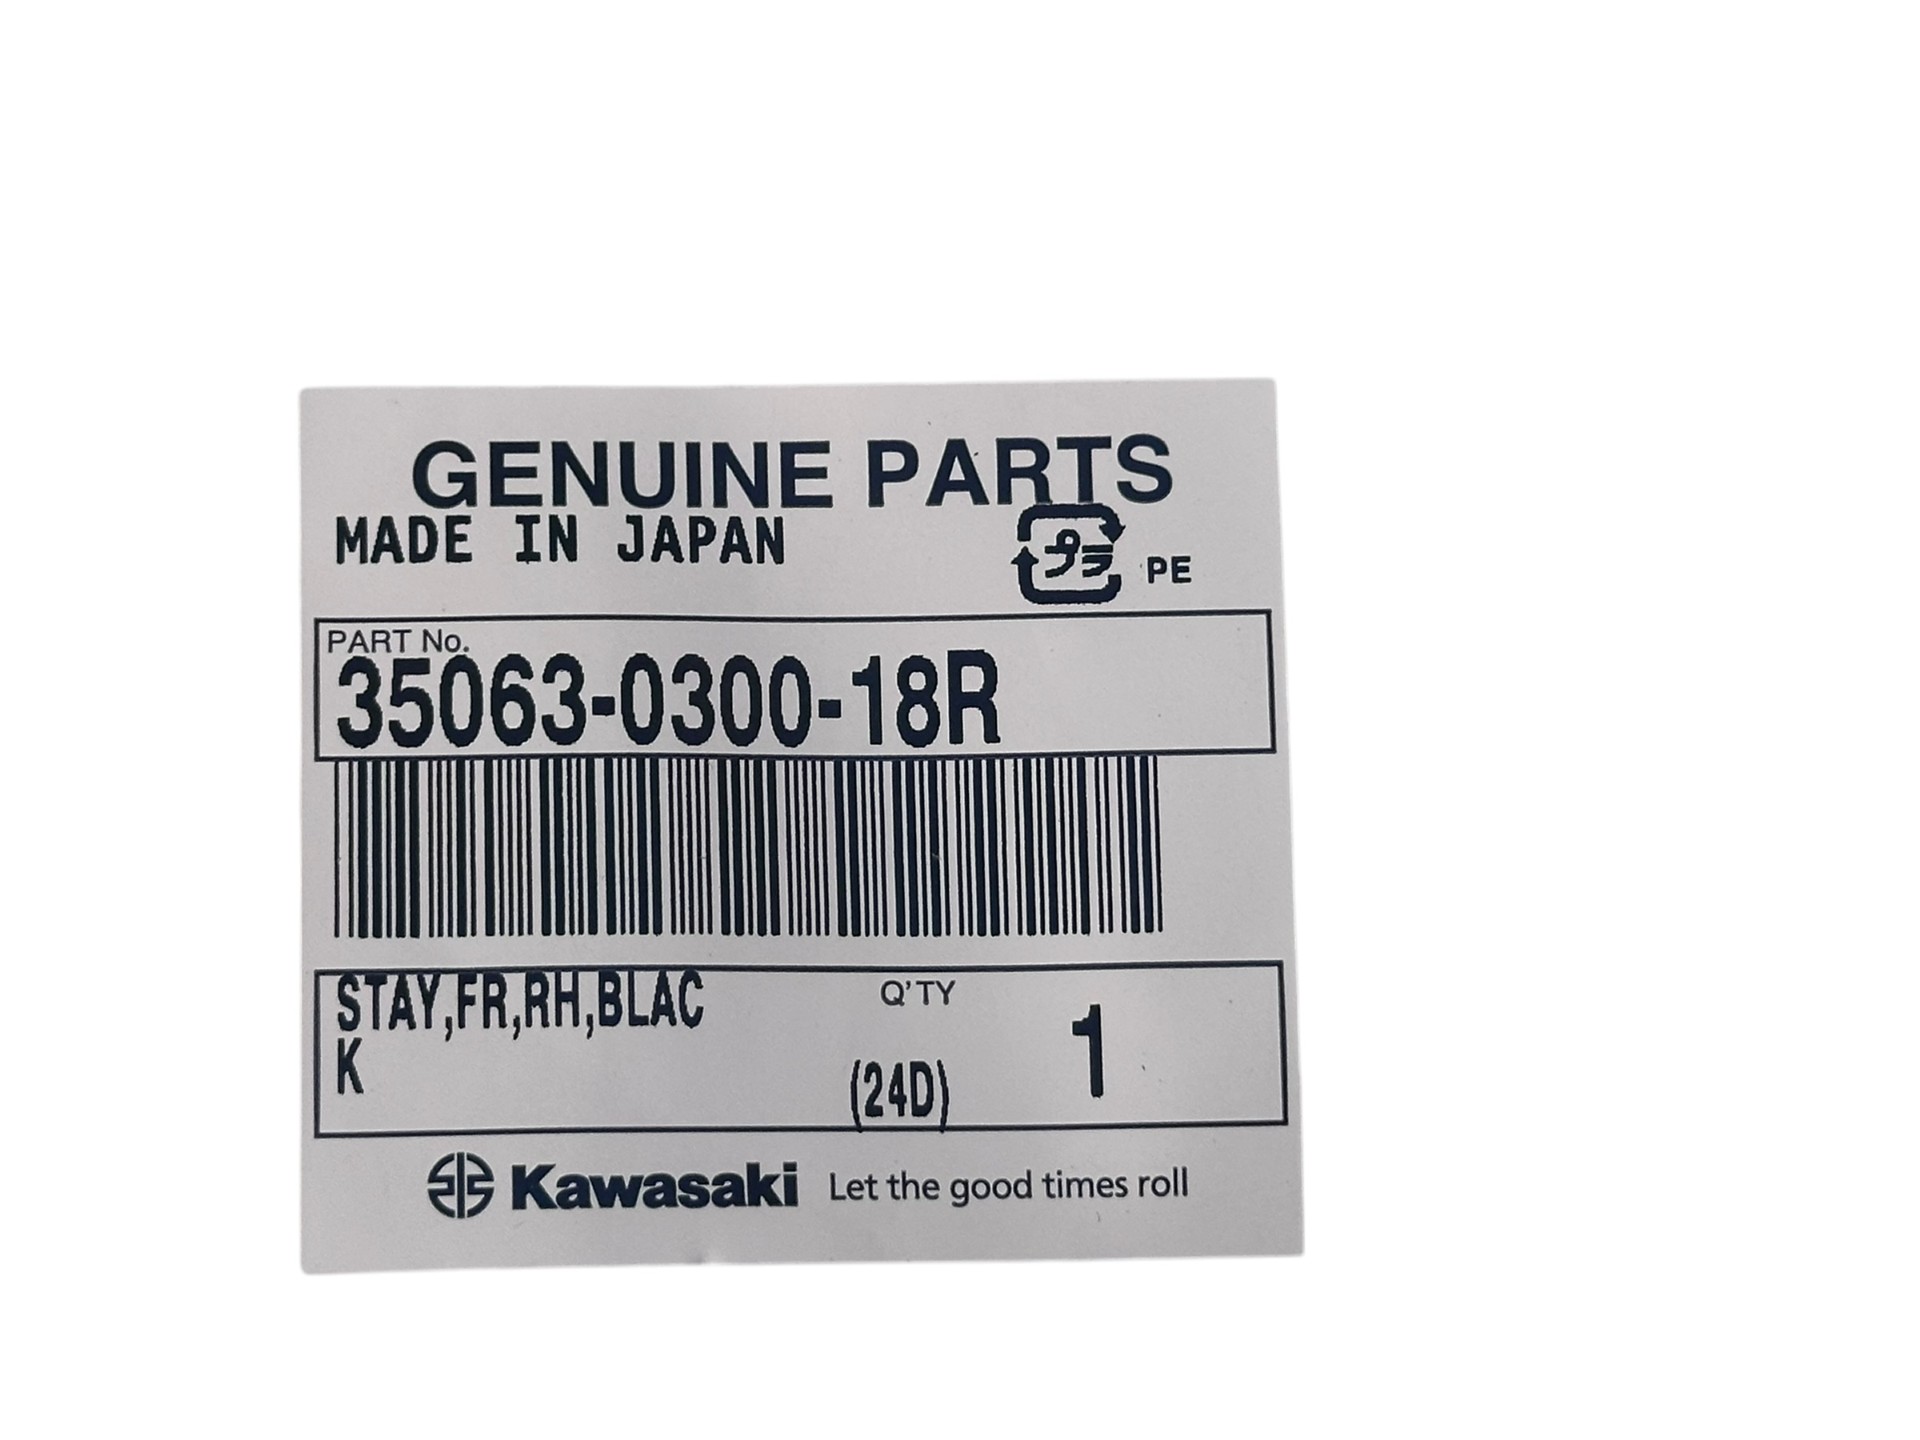 GENUINE PARTS
MADE IN JAPAN
プラ PE
PART No.
35063-0300-18R
STAY,FR,RH,BLAC
K
Q'TY
(24D)
1
Kawasaki Let the good times roll